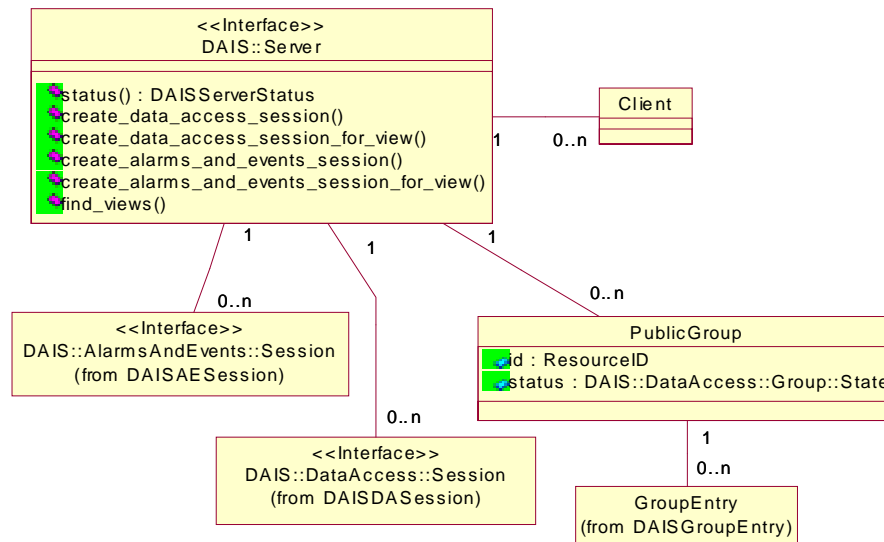 <<Interface>>
DAIS::Server
status() : DAISServerStatus
create_data_access_session()
create_data_access_session_for_view()
create_alarms_and_events_session()
create_alarms_and_events_session_for_view()
find_views()
Client
1
0..n
1
1
1
0..n
0..n
0..n
<<Interface>>
DAIS::AlarmsAndEvents::Session
(from DAISAESession)
PublicGroup
id : ResourceID
status : DAIS::DataAccess::Group::State
<<Interface>>
DAIS::DataAccess::Session
(from DAISDASession)
1
0..n
GroupEntry
(from DAISGroupEntry)